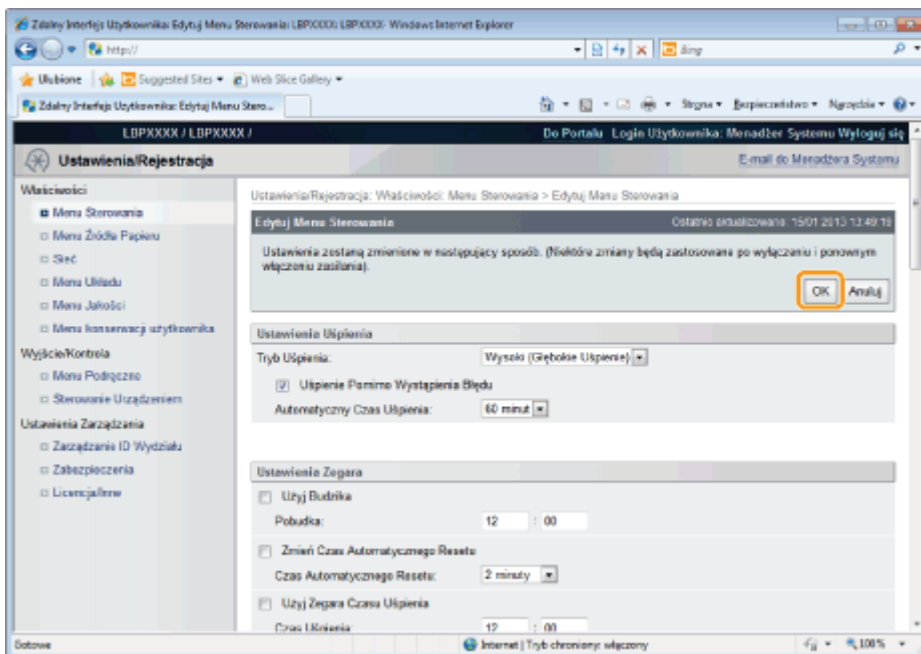 Zdalny Interfejs Użytkownika: Edytuj Menu Sterowania: LBPXXXX: LBPXXXX - Windows Internet Explorer
http://
Bing
Ulubione Suggested Sites Web Slice Gallery
Zdalny Interfejs Użytkownika: Edytuj Menu Stero... Strona Bezpieczeństwo Narzędzia
LBPXXXX / LBPXXXX / Do Portalu Login Użytkownika: Menadżer Systemu Wyloguj się
Ustawienia/Rejestracja E-mail do Menadżera Systemu
Właściwości
Menu Sterowania
Menu Źródła Papieru
Sieć
Menu Układu
Menu Jakości
Menu konserwacji użytkownika
Wyjście/Kontrola
Menu Podręczne
Sterowanie Urządzeniem
Ustawienia Zarządzania
Zarządzanie ID Wydziału
Zabezpieczenia
Licencja/Inne
Ustawienia/Rejestracja: Właściwości: Menu Sterowania > Edytuj Menu Sterowania
Edytuj Menu Sterowania Ostatnio aktualizowano: 15/01 2013 13:49:19
Ustawienia zostaną zmienione w następujący sposób. (Niektóre zmiany będą zastosowane po wyłączeniu i ponownym
włączeniu zasilania).
OK Anuluj
Ustawienia Uśpienia
Tryb Uśpienia: Wysoki (Głębokie Uśpienie)
Uśpienie Pomimo Wystąpienia Błędu
Automatyczny Czas Uśpienia: 60 minut
Ustawienia Zegara
Użyj Budzika
Pobudka: 12 : 00
Zmień Czas Automatycznego Resetu
Czas Automatycznego Resetu: 2 minuty
Użyj Zegara Czasu Uśpienia
Czas Uśpienia: 12 : 00
Gotowe Internet | Tryb chroniony: włączony 100%